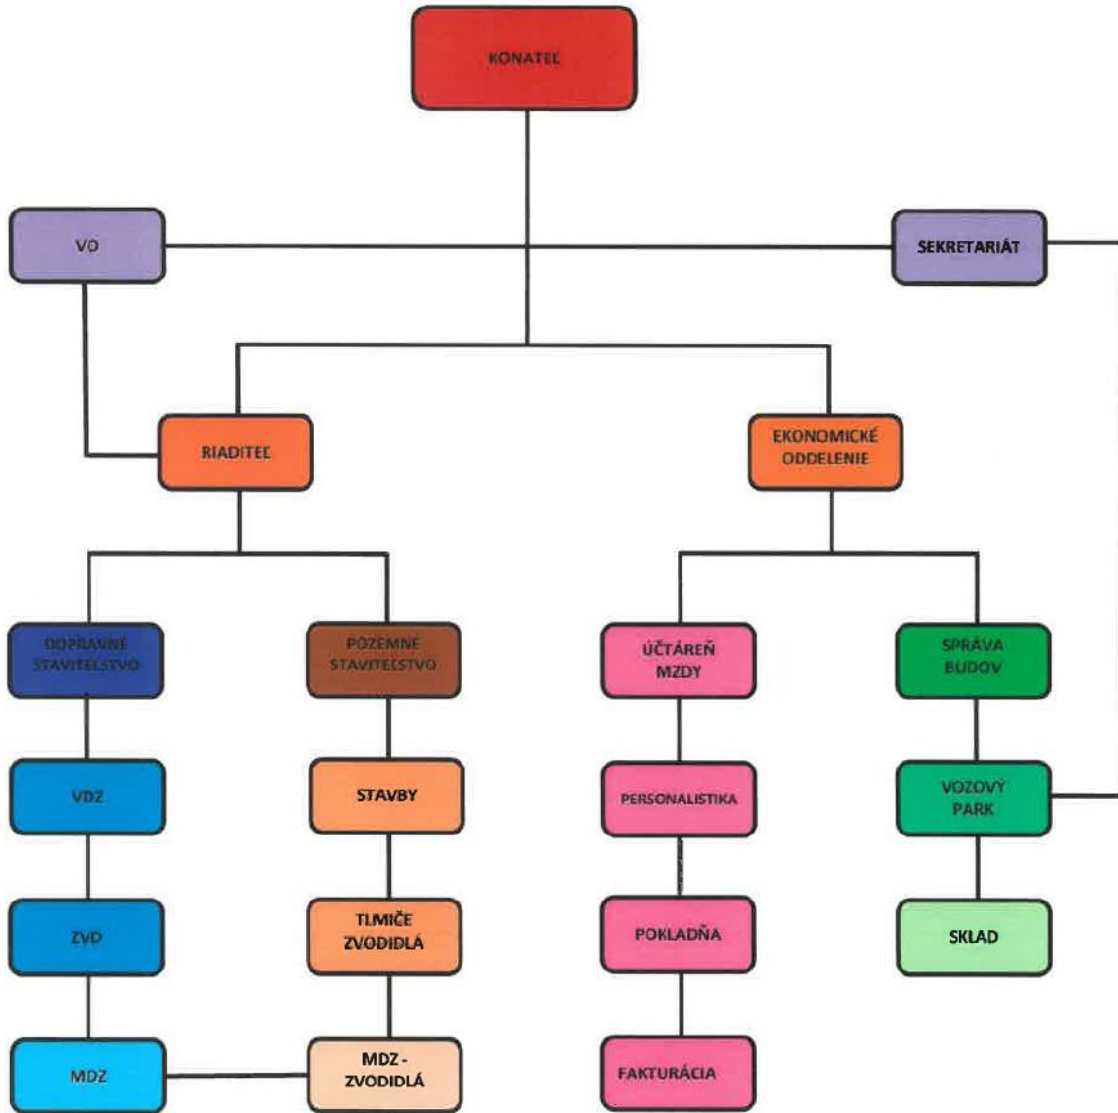 KONATEĽ
VO
SEKRETARIÁT
RIADITEĽ
EKONOMICKÉ
ODDELENIE
DOPRAVNÉ
STAVITEĽSTVO
POZEMNÉ
STAVITEĽSTVO
ÚČTÁREŇ
MZDY
SPRÁVA
BUDOV
VDZ
STAVBY
PERSONALISTIKA
VOZOVÝ
PARK
ZVD
TLMIČE
ZVODIDLÁ
POKLADŇA
SKLAD
MDZ
MDZ -
ZVODIDLÁ
FAKTURÁCIA